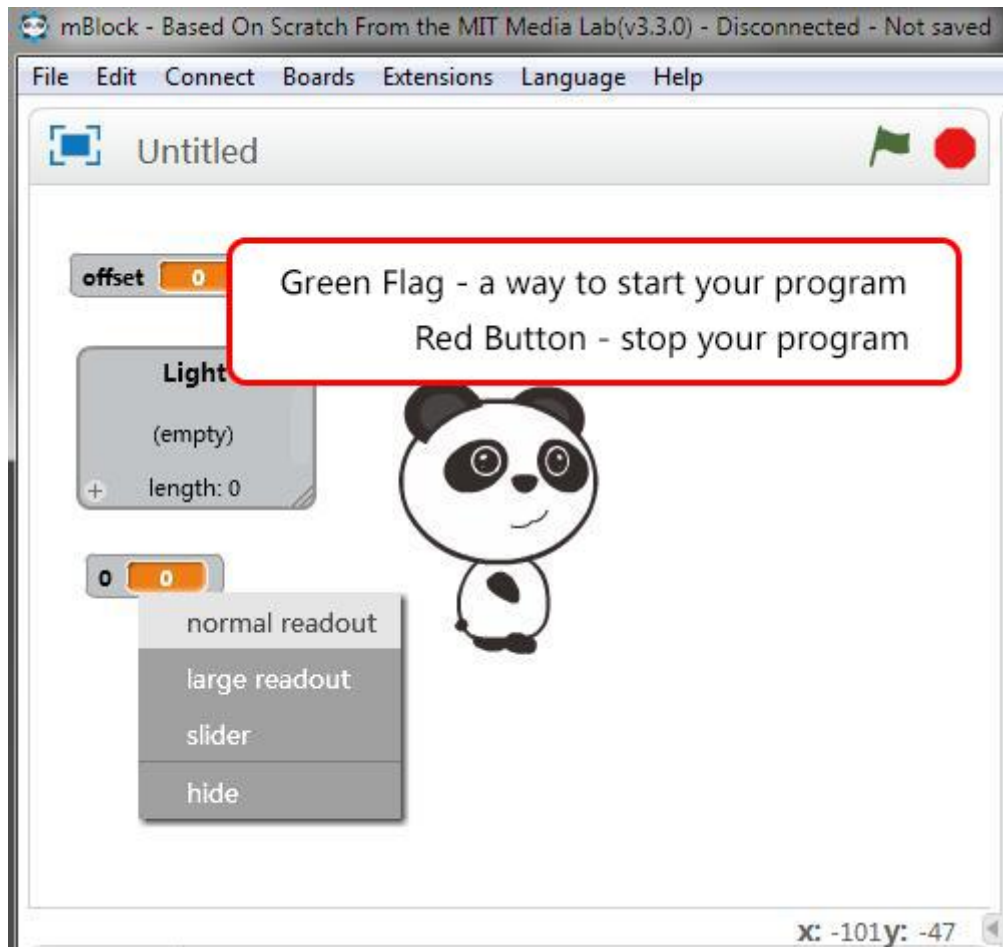 mBlock - Based On Scratch From the MIT Media Lab(v3.3.0) - Disconnected - Not saved
File Edit Connect Boards Extensions Language Help
Untitled
offset 0
Green Flag - a way to start your program
Red Button - stop your program
Light
(empty)
+ length: 0
0 0
normal readout
large readout
slider
hide
x: -101 y: -47